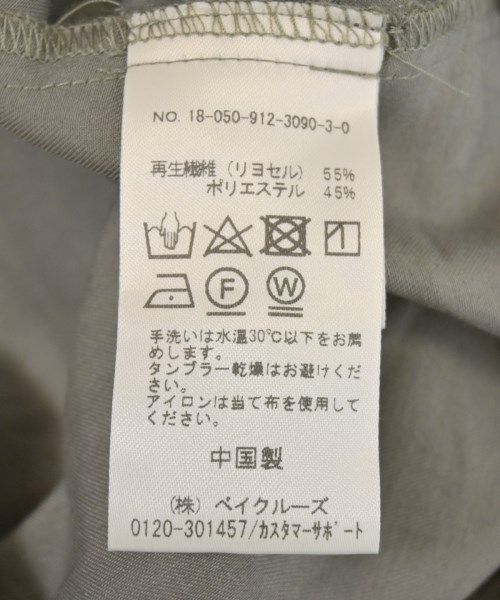 NO. 18-050-912-3090-3-0
再生繊維 (リヨセル) 55%
ポリエステル 45%
F W
手洗いは水温30℃以下をお薦
めします。
タンブラー乾燥はお避けくだ
さい。
アイロンは当て布を使用して
ください。
中国製
(株) ベイクルーズ
0120-301457/カスタマーサポート